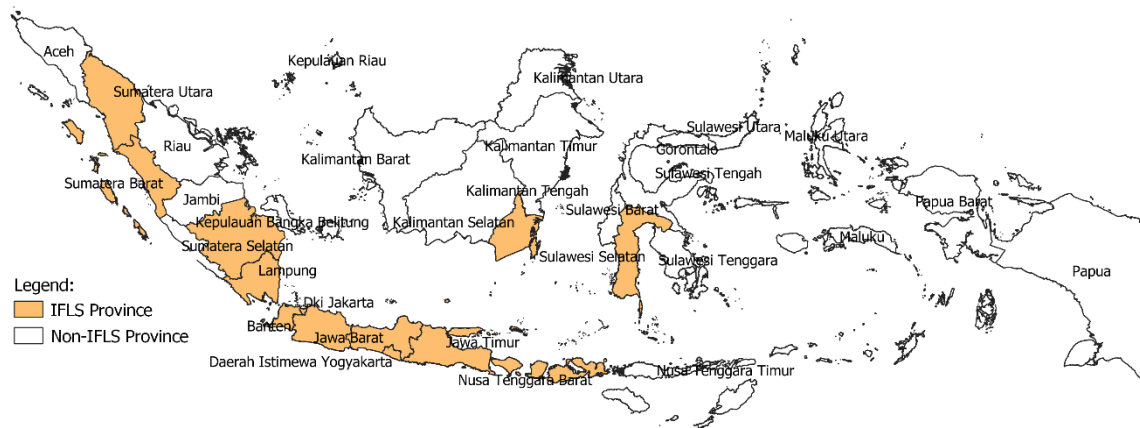 Aceh
Kepulauan Riau
Kalimantan Utara
Sumatera Utara
Sulawesi Utara
Maluku Utara
Riau
Kalimantan Barat
Kalimantan Timur
Gorontalo
Sulawesi Tengah
Sumatera Barat
Jambi
Kalimantan Tengah
Papua Barat
Kepulauan Bangka Belitung
Kalimantan Selatan
Sulawesi Barat
Maluku
Sumatera Selatan
Sulawesi Selatan
Sulawesi Tenggara
Lampung
Papua
Legend:
IFLS Province
Non-IFLS Province
Dki Jakarta
Banten
Jawa Barat
Jawa Timur
Daerah Istimewa Yogyakarta
Nusa Tenggara Barat
Nusa Tenggara Timur